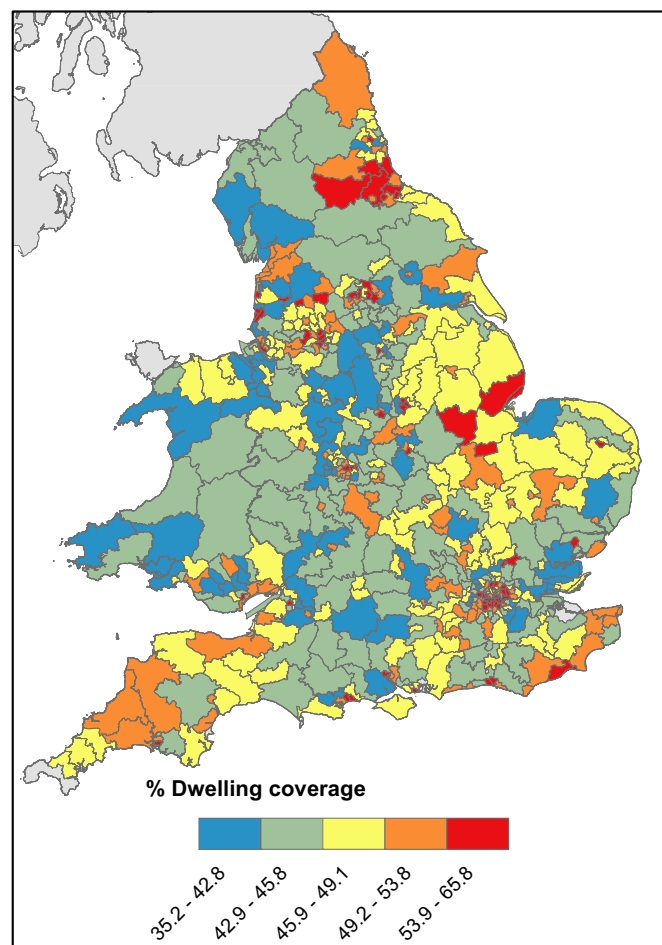 % Dwelling coverage
35.2 - 42.8
42.9 - 45.8
45.9 - 49.1
49.2 - 53.8
53.9 - 65.8